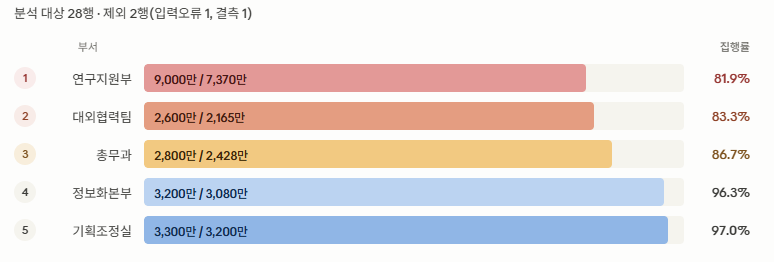 분석 대상 28행 · 제외 2행(입력오류 1, 결측 1)
부서 집행률
1 연구지원부 9,000만 / 7,370만 81.9%
2 대외협력팀 2,600만 / 2,165만 83.3%
3 총무과 2,800만 / 2,428만 86.7%
4 정보화본부 3,200만 / 3,080만 96.3%
5 기획조정실 3,300만 / 3,200만 97.0%